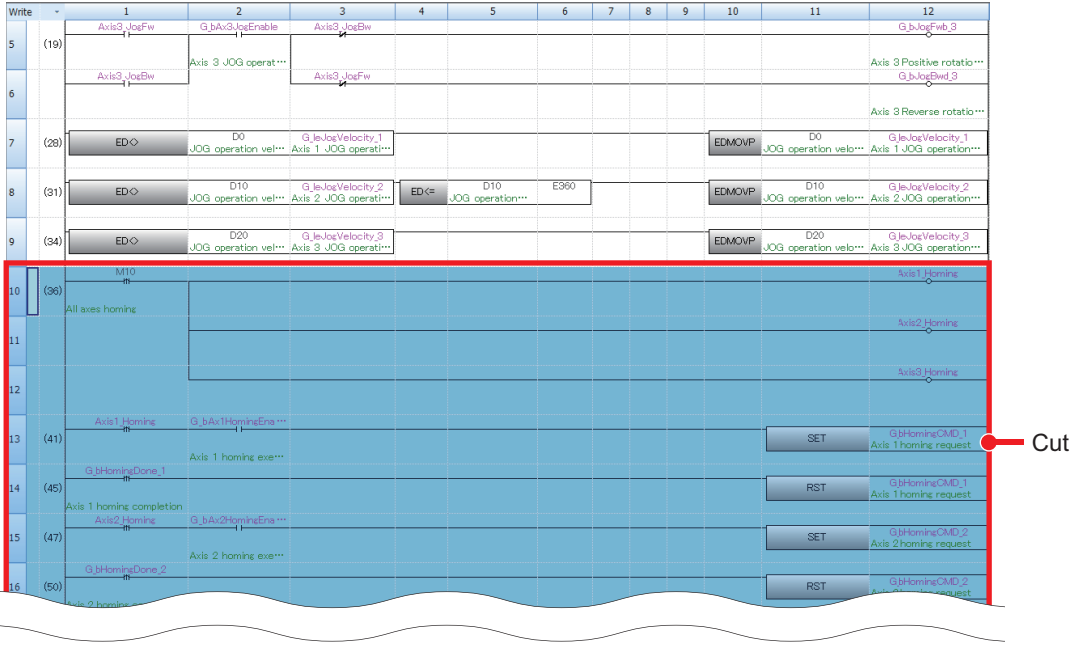 Write 1 2 3 4 5 6 7 8 9 10 11 12
Axis3_JogFw G_bAx3JogEnable Axis3_JogBw G_bJogFwb_3
5 (19)
Axis 3 JOG operat… Axis 3 Positive rotatio…
Axis3_JogBw Axis3_JogFw G_bJogBwd_3
6
Axis 3 Reverse rotatio…
7 (28) ED<> D0 G_leJogVelocity_1 EDMOVP D0 G_leJogVelocity_1
JOG operation vel… Axis 1 JOG operati… JOG operation velo… Axis 1 JOG operation…
8 (31) ED<> D10 G_leJogVelocity_2 ED<= D10 E360 EDMOVP D10 G_leJogVelocity_2
JOG operation vel… Axis 2 JOG operati… JOG operation… JOG operation velo… Axis 2 JOG operation…
9 (34) ED<> D20 G_leJogVelocity_3 EDMOVP D20 G_leJogVelocity_3
JOG operation vel… Axis 3 JOG operati… JOG operation velo… Axis 3 JOG operation…
M10 Axis1_Homing
10 (36)
All axes homing
Axis2_Homing
11
Axis3_Homing
12
Axis1_Homing G_bAx1HomingEna…
13 (41) SET G_bHomingCMD_1
Axis 1 homing request
Cut
Axis 1 homing exe…
G_bHomingDone_1
14 (45) RST G_bHomingCMD_1
Axis 1 homing request
Axis 1 homing completion
Axis2_Homing G_bAx2HomingEna…
15 (47) SET G_bHomingCMD_2
Axis 2 homing request
Axis 2 homing exe…
G_bHomingDone_2
16 (50) RST G_bHomingCMD_2